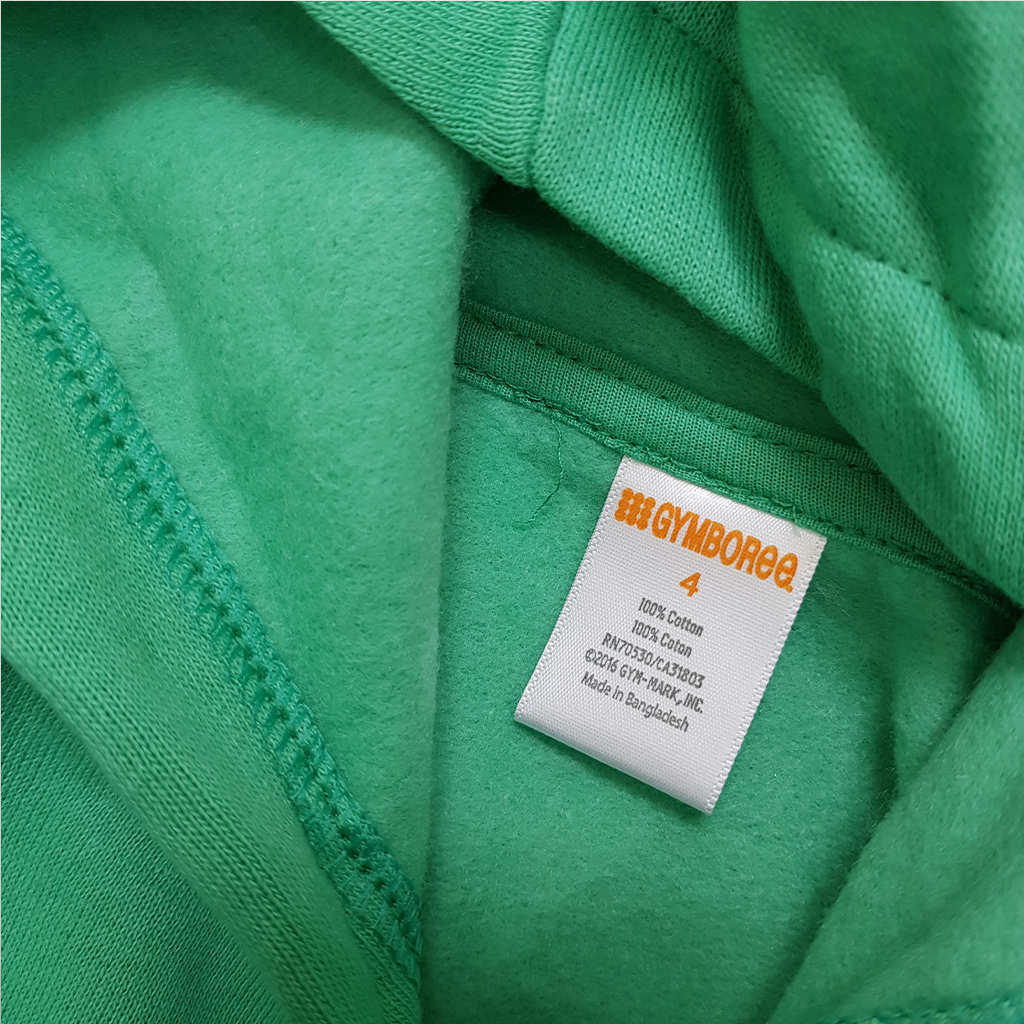 GYMBOREE
4
100% Cotton
100% Coton
RN70530/CA31803
©2016 GYM-MARK, INC.
Made in Bangladesh